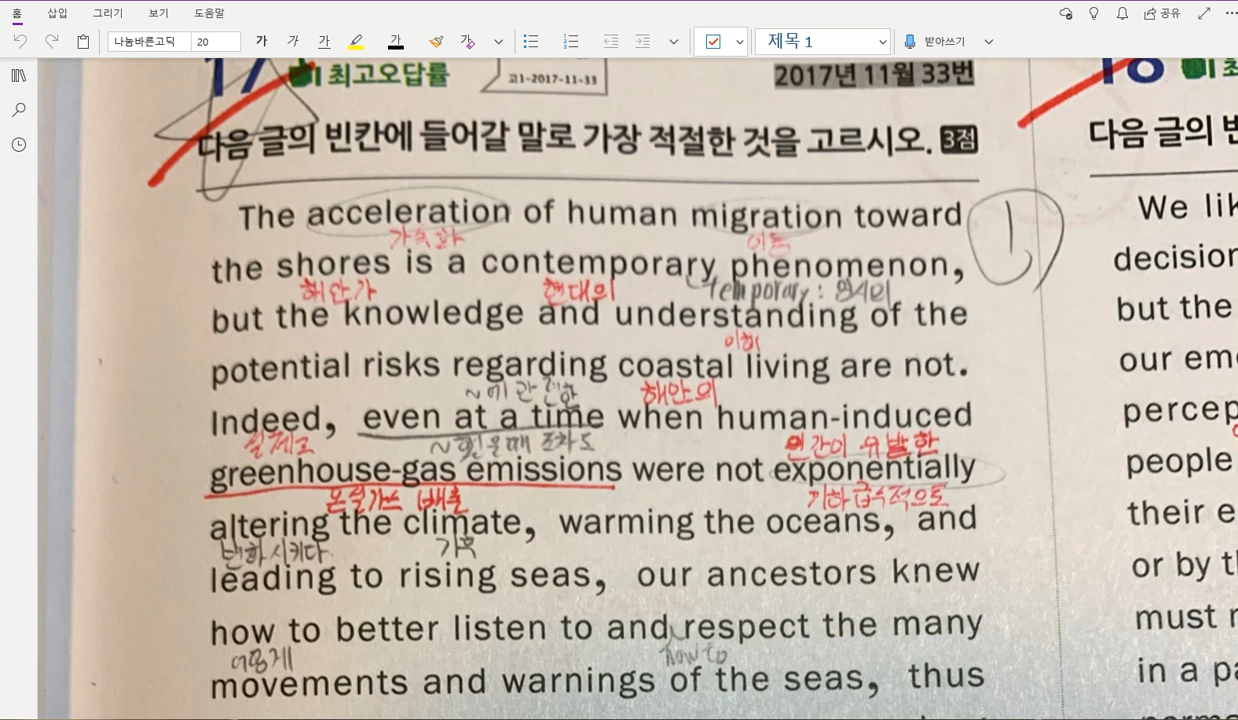 홈 삽입 그리기 보기 도움말
공유
나눔바른고딕 20 가 가 가 가 제목 1 받아쓰기
17 최고오답률
고1-2017-11-33
2017년 11월 33번
18
다음 글의 빈칸에 들어갈 말로 가장 적절한 것을 고르시오. 3점
The acceleration of human migration toward
1
가속화 이동
the shores is a contemporary phenomenon,
해안가 현대의 temporary: 일시의
but the knowledge and understanding of the
이해
potential risks regarding coastal living are not.
~에 관련한 해안의
Indeed, even at a time when human-induced
실제로 ~했을때 조차도 인간이 유발한
greenhouse-gas emissions were not exponentially
온실가스 배출 기하급수적으로
altering the climate, warming the oceans, and
변화시키다 기후
leading to rising seas, our ancestors knew
how to better listen to and respect the many
어떻게 how to
movements and warnings of the seas, thus
다음 글의
We lik
decision
but the
our em
percep
people
their e
or by t
must
in a pa